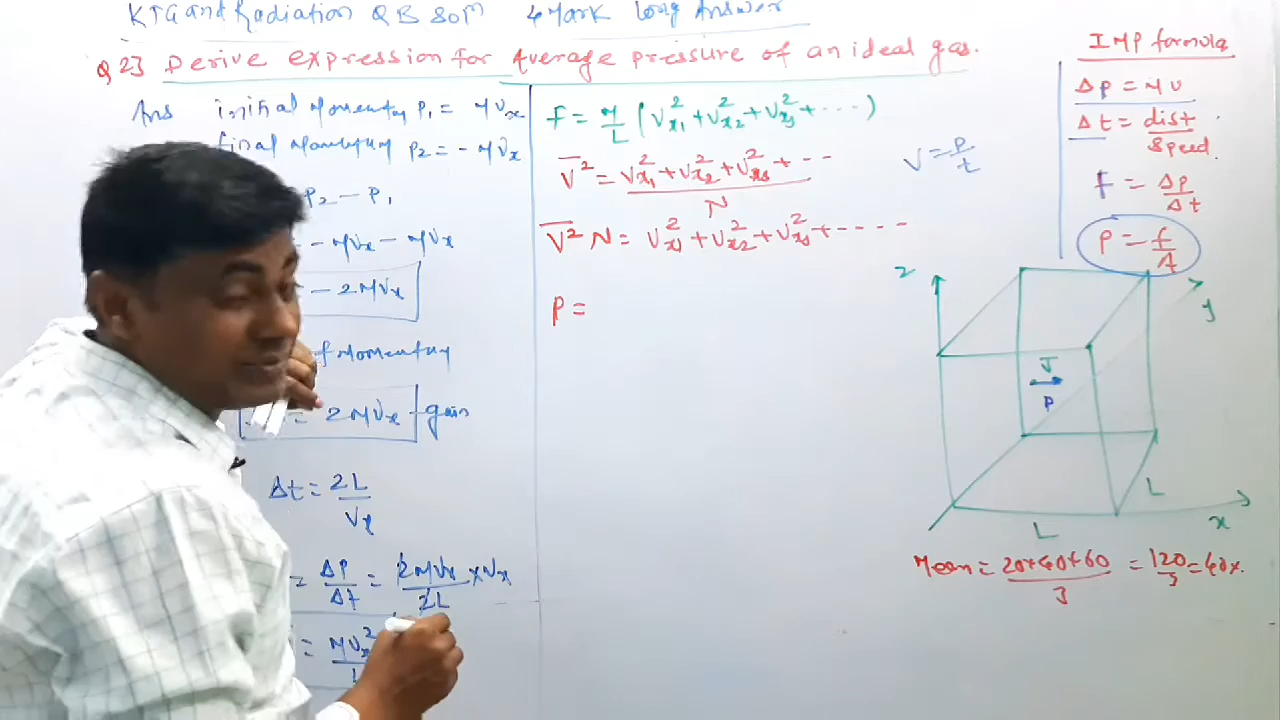 KTG and Radiation QB Som 4 Mark long Answer
Q 23 Derive expression for Average pressure of an ideal gas.
Ans initial Momentum P₁ = MVx
final Momentum P₂ = - MVx
P₂ - P₁
- MVx - MVx
- 2MVx
of Momentum
= 2MVx gain
Δt = 2L/Vx
= ΔP/Δt = 2MVx/2L × Vx
= MVx²
F = M/L (Vx₁² + Vx₂² + Vx₃² + ....)
V̅² = Vx₁² + Vx₂² + Vx₃² + .../N
V̅² N = Vx₁² + Vx₂² + Vx₃² + - - - -
P =
V = P/t
IMP formula
ΔP = MV
Δt = dist/Speed.
F = ΔP/Δt
P = F/A
z
y
V
P
L
L
x
Mean = 20+40+60/3 = 120/3 = 40x.